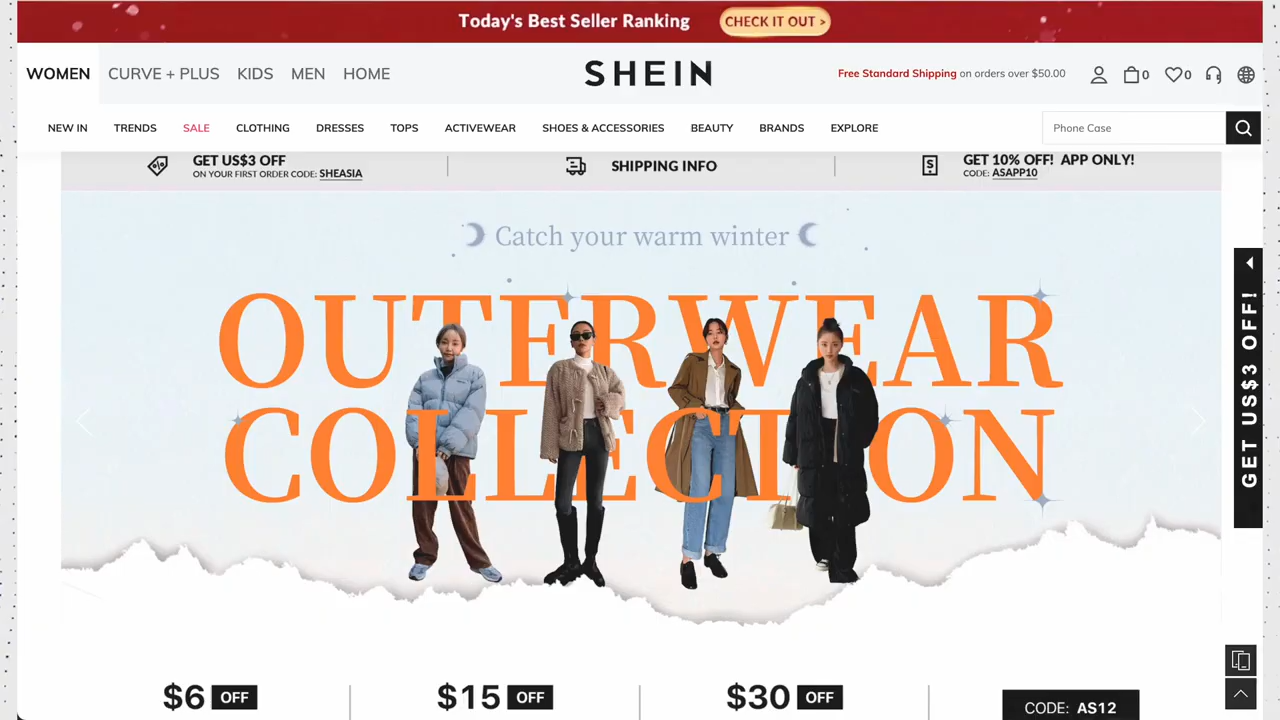 Today's Best Seller Ranking CHECK IT OUT >
WOMEN CURVE + PLUS KIDS MEN HOME SHEIN Free Standard Shipping on orders over $50.00 0 0
NEW IN TRENDS SALE CLOTHING DRESSES TOPS ACTIVEWEAR SHOES & ACCESSORIES BEAUTY BRANDS EXPLORE Phone Case
GET US$3 OFF
ON YOUR FIRST ORDER CODE: SHEASIA
SHIPPING INFO
GET 10% OFF! APP ONLY!
CODE: ASAPP10
Catch your warm winter
OUTERWEAR
COLLECTION
GET US$3 OFF!
$6 OFF $15 OFF $30 OFF CODE: AS12